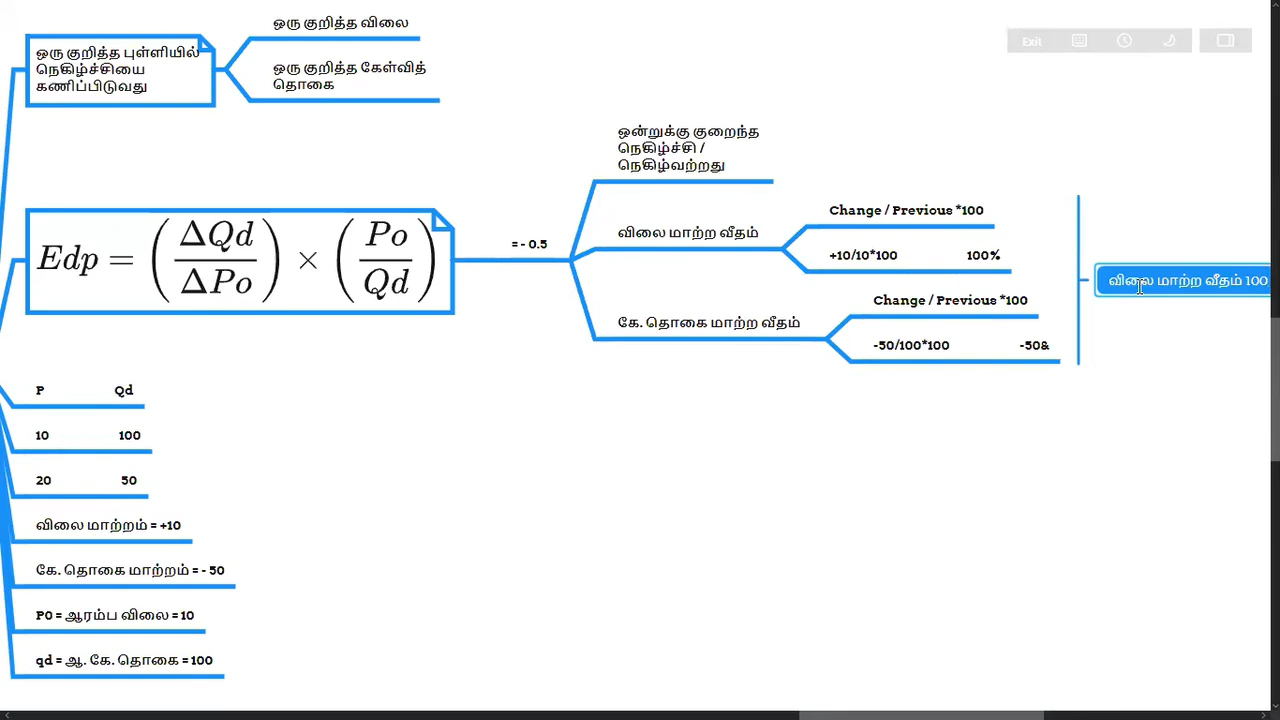 ஒரு குறித்த விலை
ஒரு குறித்த புள்ளியில்
நெகிழ்ச்சியை
கணிப்பிடுவது
ஒரு குறித்த கேள்வித்
தொகை
Exit
ஒன்றுக்கு குறைந்த
நெகிழ்ச்சி /
நெகிழ்வற்றது
Edp = (ΔQd / ΔPo) × (Po / Qd)
= - 0.5
விலை மாற்ற வீதம்
Change / Previous *100
+10/10*100 100%
கே. தொகை மாற்ற வீதம்
Change / Previous *100
-50/100*100 -50&
விலை மாற்ற வீதம் 100
P Qd
10 100
20 50
விலை மாற்றம் = +10
கே. தொகை மாற்றம் = - 50
P0 = ஆரம்ப விலை = 10
qd = ஆ. கே. தொகை = 100